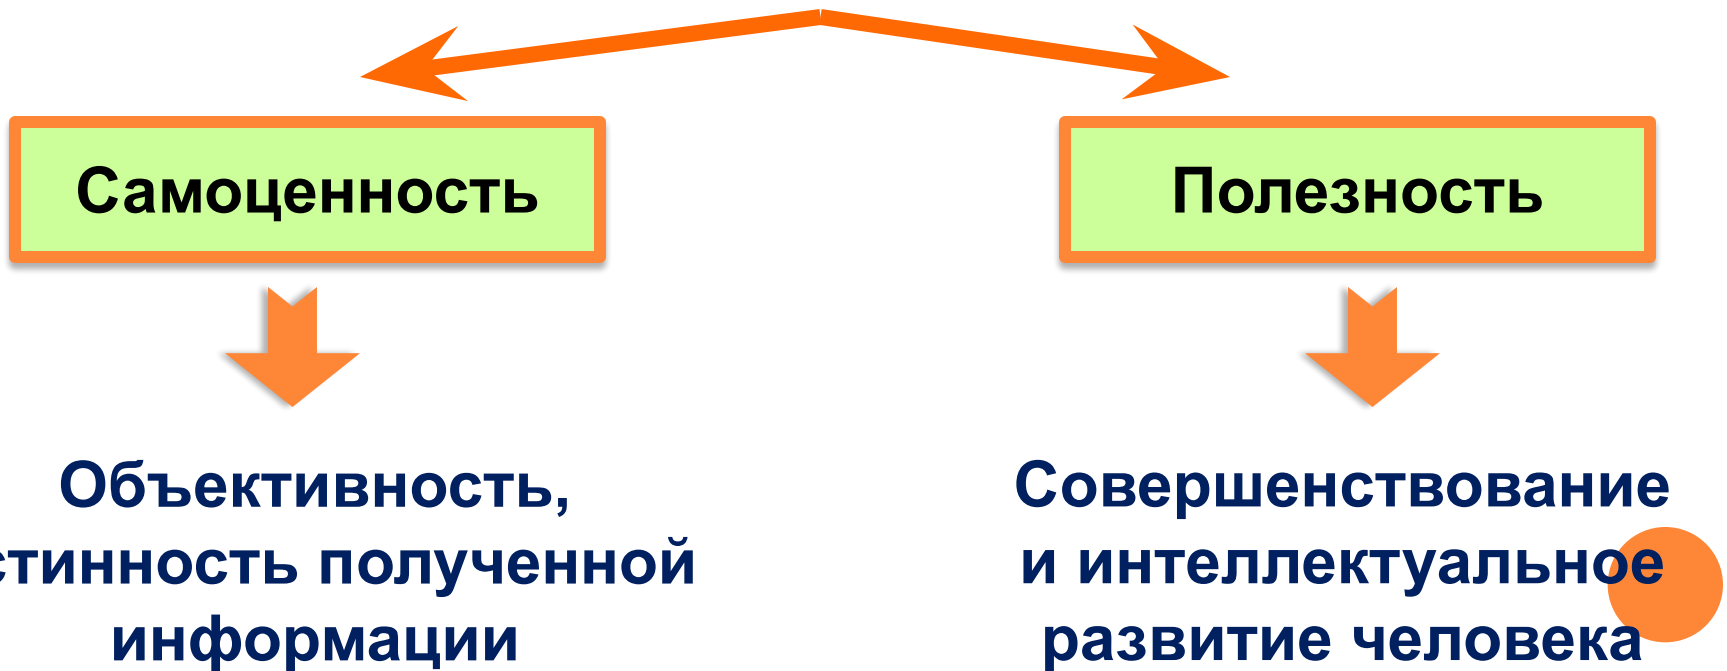 Самоценность
Полезность
Объективность,
стинность полученной
информации
Совершенствование
и интеллектуальное
развитие человека